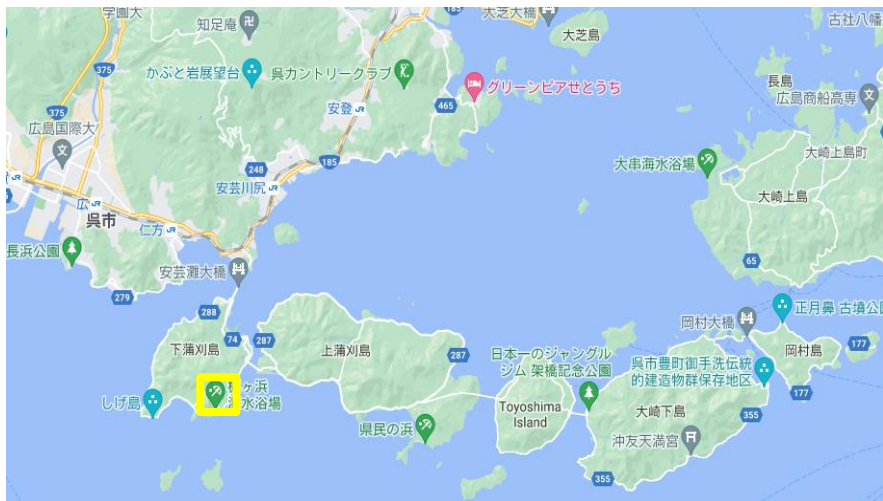 学園大
知足庵
大芝大橋
大芝島
古社八幡
375
かぶと岩展望台
呉カントリークラブ
グリーンピアせとうち
465
長島
広島商船高専
375
広島国際大
安登 JR
185
248
安芸川尻 JR
大串海水浴場
大崎上島町
大崎上島
JR
広 JR
呉市
仁方 JR
長浜公園
安芸灘大橋
65
279
288
正月鼻 古墳公
岡村大橋
下蒲刈島
74
287
上蒲刈島
287
日本一のジャングル
ジム 架橋記念公園
呉市豊町御手洗伝統
的建造物群保存地区
岡村島
177
しげ島
ヶ浜
水浴場
県民の浜
Toyoshima
Island
大崎下島
355
177
沖友天満宮
355